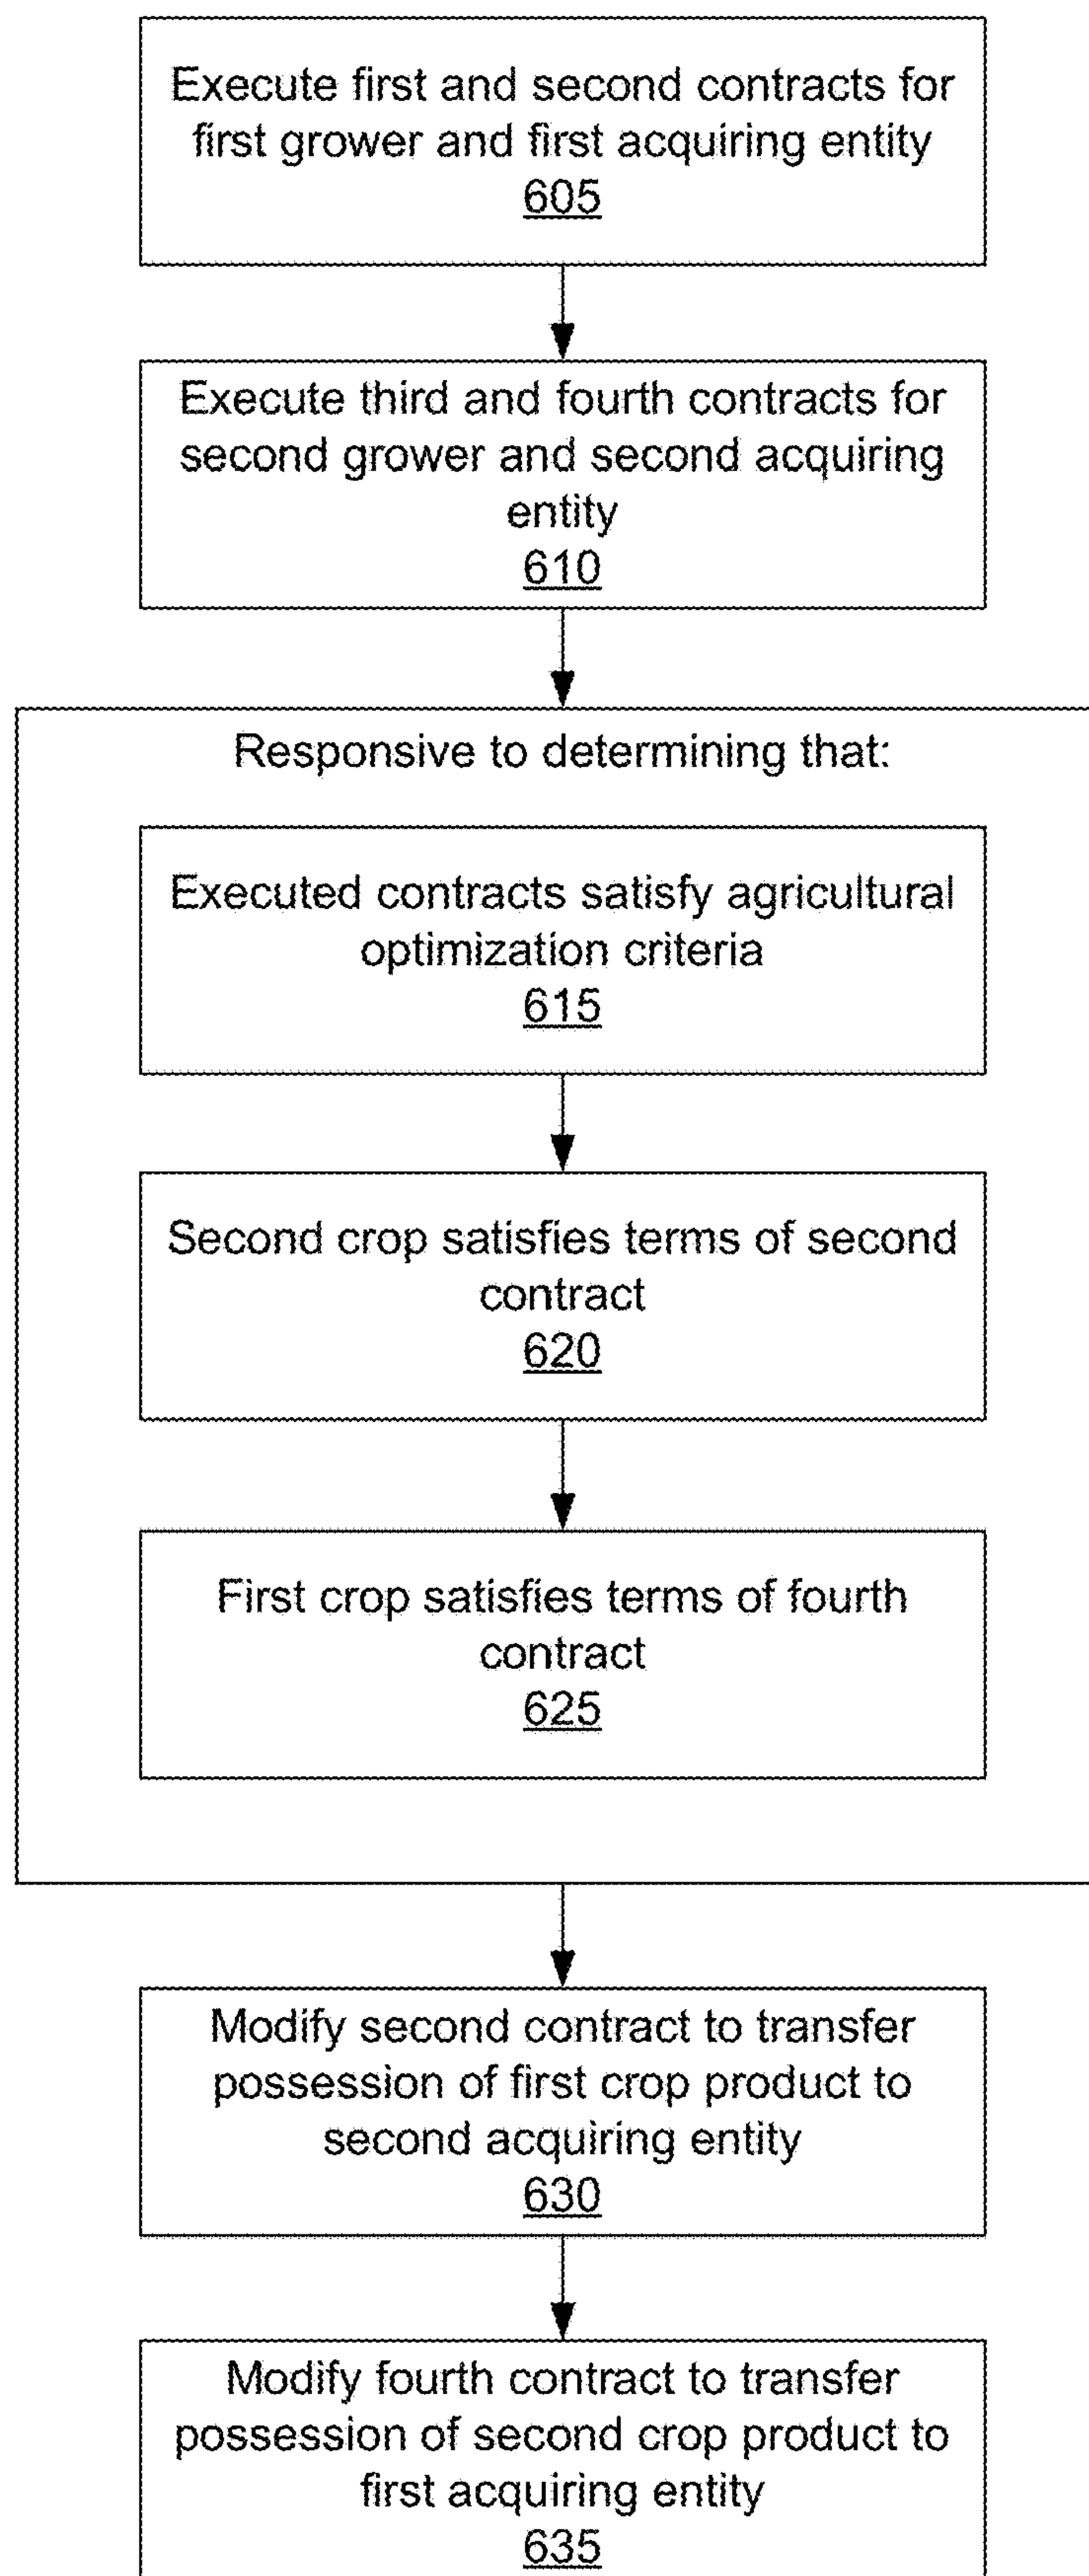 Execute first and second contracts for
first grower and first acquiring entity
605
Execute third and fourth contracts for
second grower and second acquiring
entity
610
Responsive to determining that:
Executed contracts satisfy agricultural
optimization criteria
615
Second crop satisfies terms of second
contract
620
First crop satisfies terms of fourth
contract
625
Modify second contract to transfer
possession of first crop product to
second acquiring entity
630
Modify fourth contract to transfer
possession of second crop product to
first acquiring entity
635